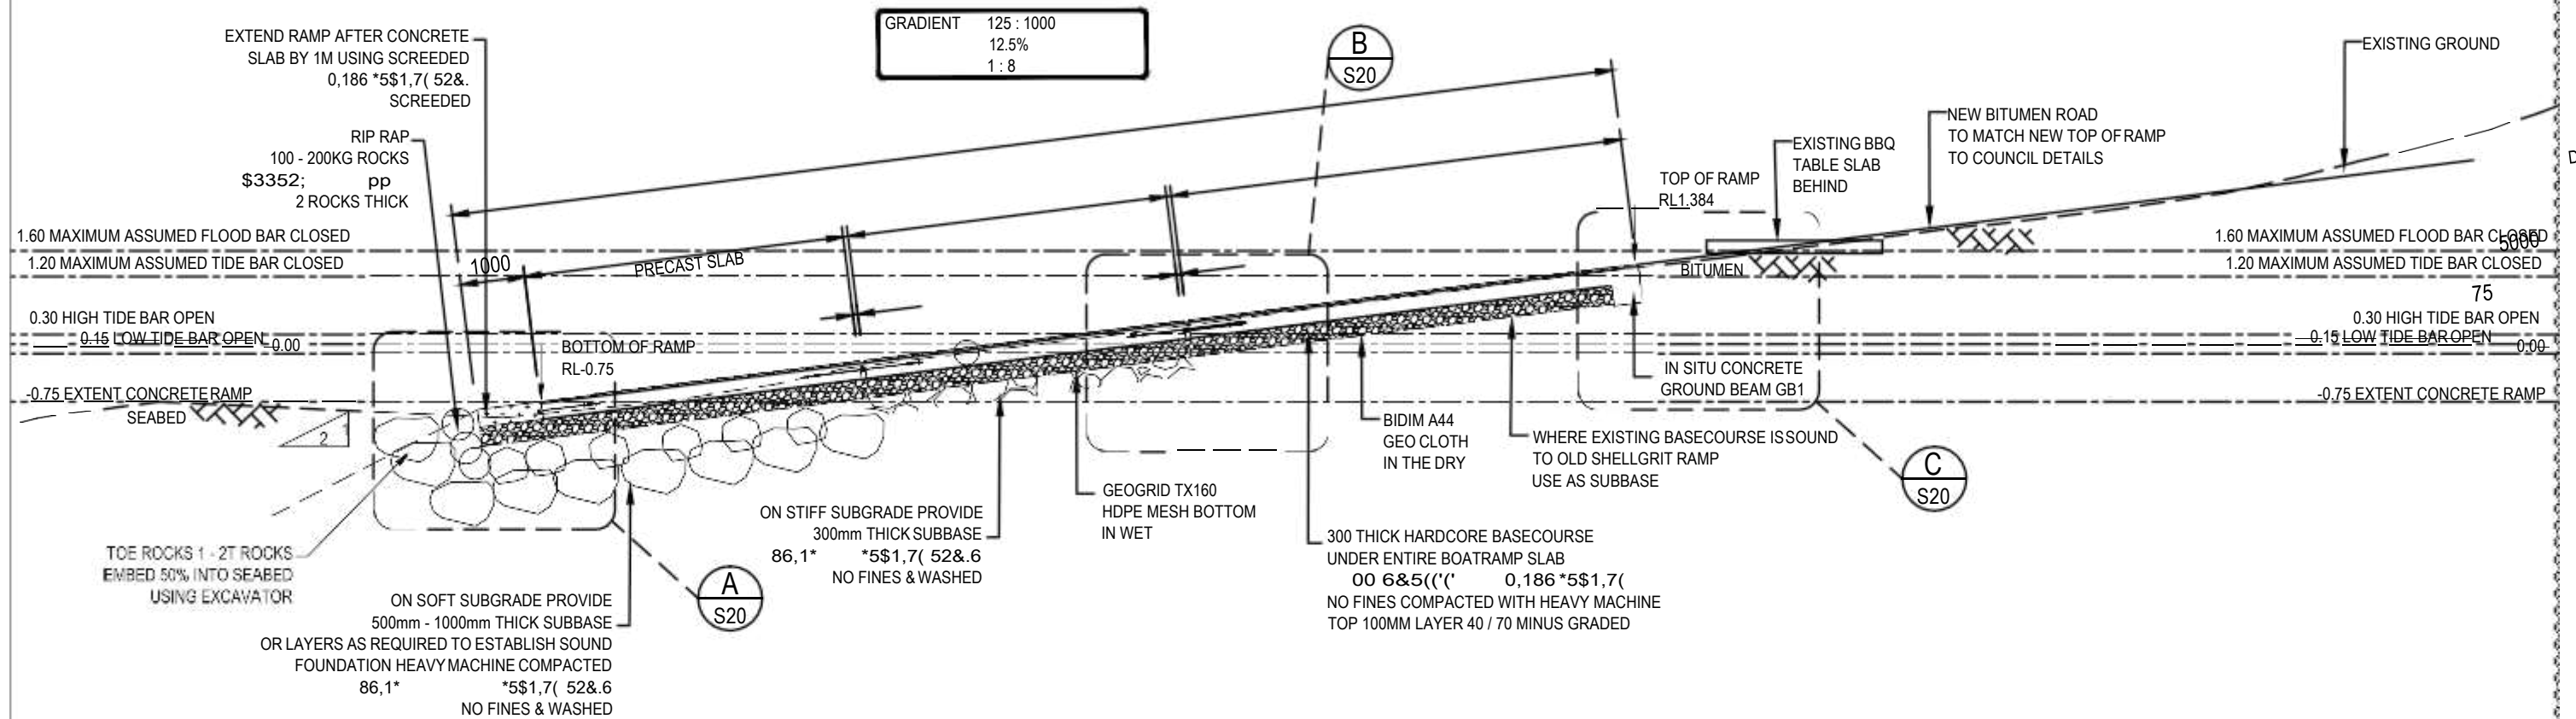 GRADIENT 125 : 1000
12.5%
1 : 8
EXTEND RAMP AFTER CONCRETE
SLAB BY 1M USING SCREEDED
0,186 *5$1,7( 52&.
SCREEDED
RIP RAP
100 - 200KG ROCKS
$3352; pp
2 ROCKS THICK
B
S20
EXISTING GROUND
NEW BITUMEN ROAD
TO MATCH NEW TOP OF RAMP
TO COUNCIL DETAILS
EXISTING BBQ
TABLE SLAB
BEHIND
TOP OF RAMP
RL1.384
1.60 MAXIMUM ASSUMED FLOOD BAR CLOSED
1.20 MAXIMUM ASSUMED TIDE BAR CLOSED
1000
PRECAST SLAB
BITUMEN
1.60 MAXIMUM ASSUMED FLOOD BAR CLOSED
5000
1.20 MAXIMUM ASSUMED TIDE BAR CLOSED
75
0.30 HIGH TIDE BAR OPEN
0.15 LOW TIDE BAR OPEN
0.00
0.30 HIGH TIDE BAR OPEN
0.15 LOW TIDE BAR OPEN
0.00
BOTTOM OF RAMP
RL-0.75
-0.75 EXTENT CONCRETE RAMP
SEABED
1
2
IN SITU CONCRETE
GROUND BEAM GB1
-0.75 EXTENT CONCRETE RAMP
BIDIM A44
GEO CLOTH
IN THE DRY
WHERE EXISTING BASECOURSE IS SOUND
TO OLD SHELLGRIT RAMP
USE AS SUBBASE
C
S20
GEOGRID TX160
HDPE MESH BOTTOM
IN WET
ON STIFF SUBGRADE PROVIDE
300mm THICK SUBBASE
86,1* *5$1,7( 52&.6
NO FINES & WASHED
300 THICK HARDCORE BASECOURSE
UNDER ENTIRE BOATRAMP SLAB
00 6&5(('(' 0,186 *5$1,7(
NO FINES COMPACTED WITH HEAVY MACHINE
TOP 100MM LAYER 40 / 70 MINUS GRADED
TOE ROCKS 1 - 2T ROCKS
EMBED 50% INTO SEABED
USING EXCAVATOR
A
S20
ON SOFT SUBGRADE PROVIDE
500mm - 1000mm THICK SUBBASE
OR LAYERS AS REQUIRED TO ESTABLISH SOUND
FOUNDATION HEAVY MACHINE COMPACTED
86,1* *5$1,7( 52&.6
NO FINES & WASHED